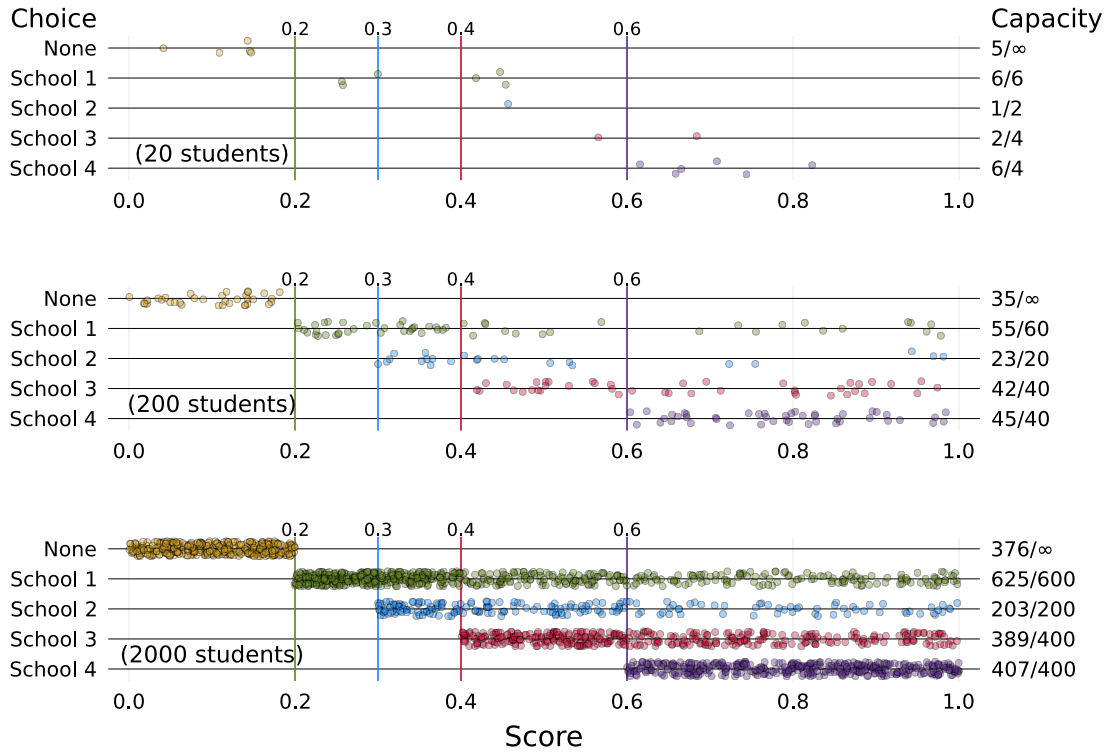 Choice Capacity
0.2 0.3 0.4 0.6
None 5/∞
School 1 6/6
School 2 1/2
School 3 2/4
(20 students)
School 4 6/4
0.0 0.2 0.4 0.6 0.8 1.0
0.2 0.3 0.4 0.6
None 35/∞
School 1 55/60
School 2 23/20
School 3 42/40
(200 students)
School 4 45/40
0.0 0.2 0.4 0.6 0.8 1.0
0.2 0.3 0.4 0.6
None 376/∞
School 1 625/600
School 2 203/200
School 3 389/400
(2000 students)
School 4 407/400
0.0 0.2 0.4 0.6 0.8 1.0
Score